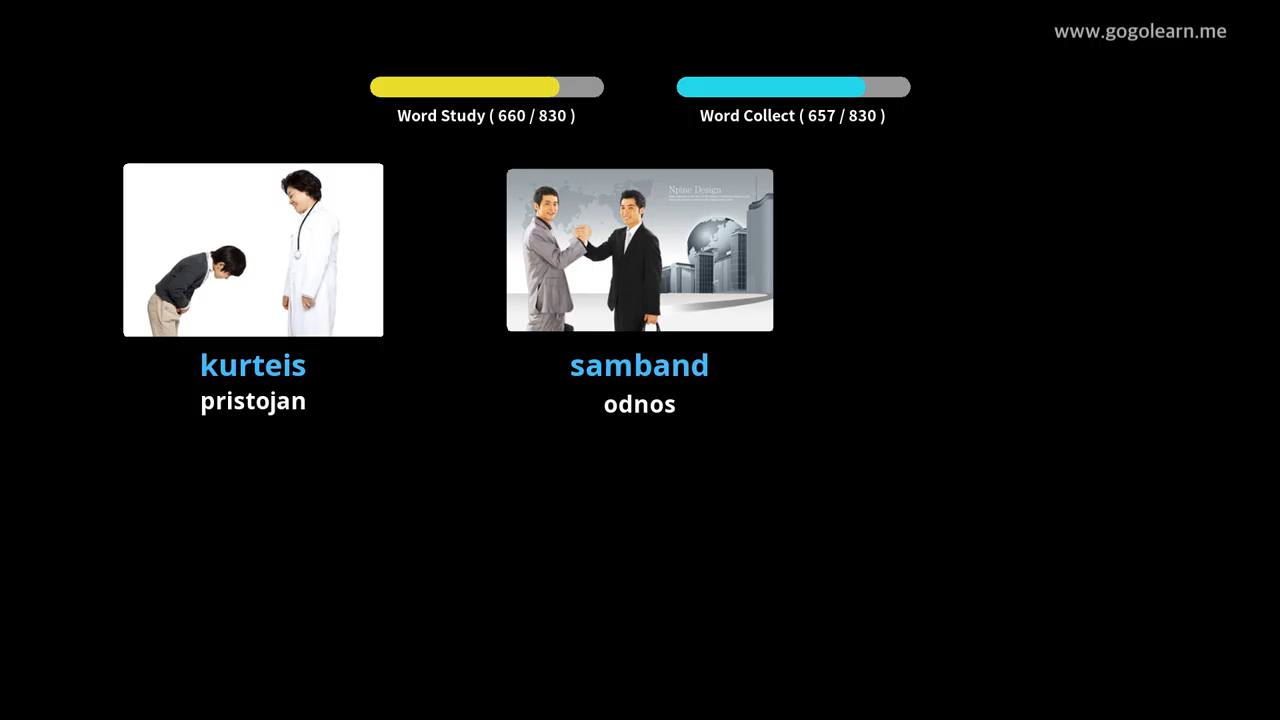 www.gogolearn.me
Word Study ( 660 / 830 )
Word Collect ( 657 / 830 )
Npine Design
kurteis
samband
pristojan
odnos